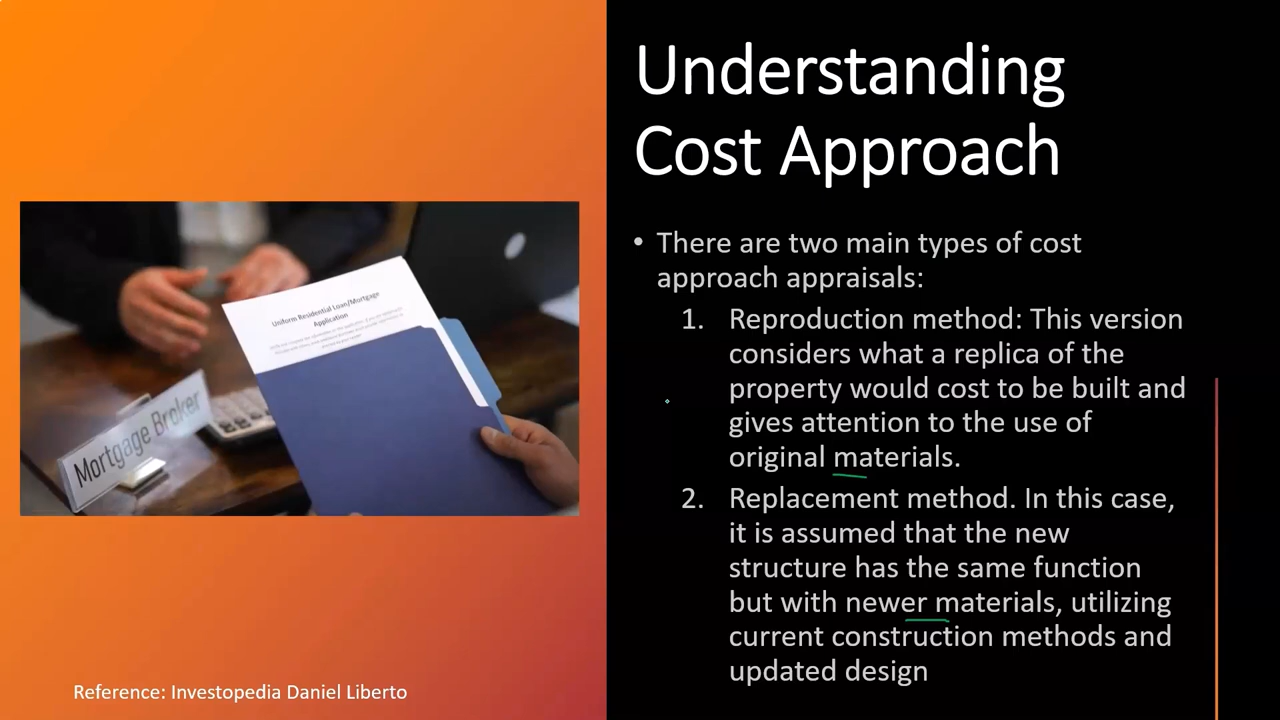 Understanding
Cost Approach
• There are two main types of cost
approach appraisals:
1. Reproduction method: This version
considers what a replica of the
property would cost to be built and
gives attention to the use of
original materials.
2. Replacement method. In this case,
it is assumed that the new
structure has the same function
but with newer materials, utilizing
current construction methods and
updated design
Uniform Residential Loan/Mortgage
Application
Mortgage Broker
Reference: Investopedia Daniel Liberto